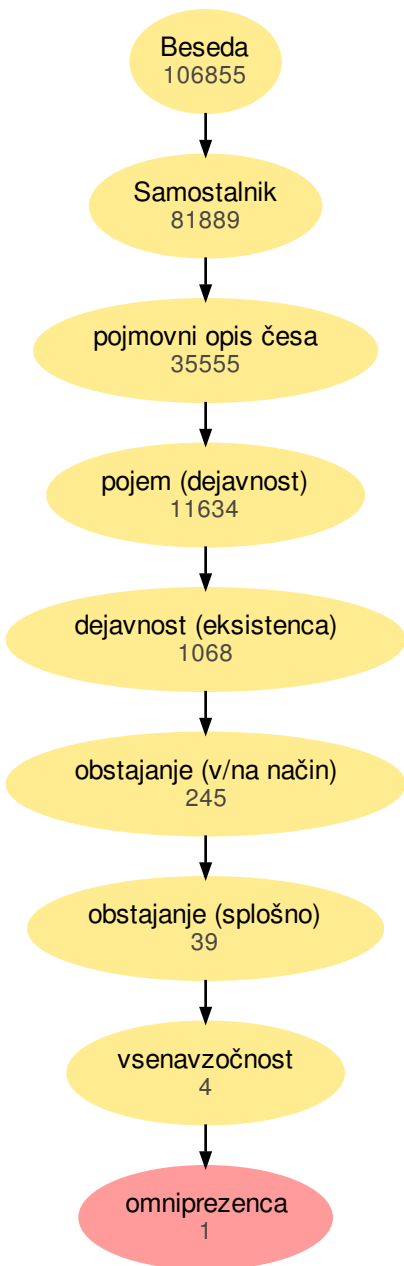 Beseda
106855
Samostalnik
81889
pojmovni opis česa
35555
pojem (dejavnost)
11634
dejavnost (eksistenca)
1068
obstajanje (v/na način)
245
obstajanje (splošno)
39
vsenavzočnost
4
omniprezenca
1